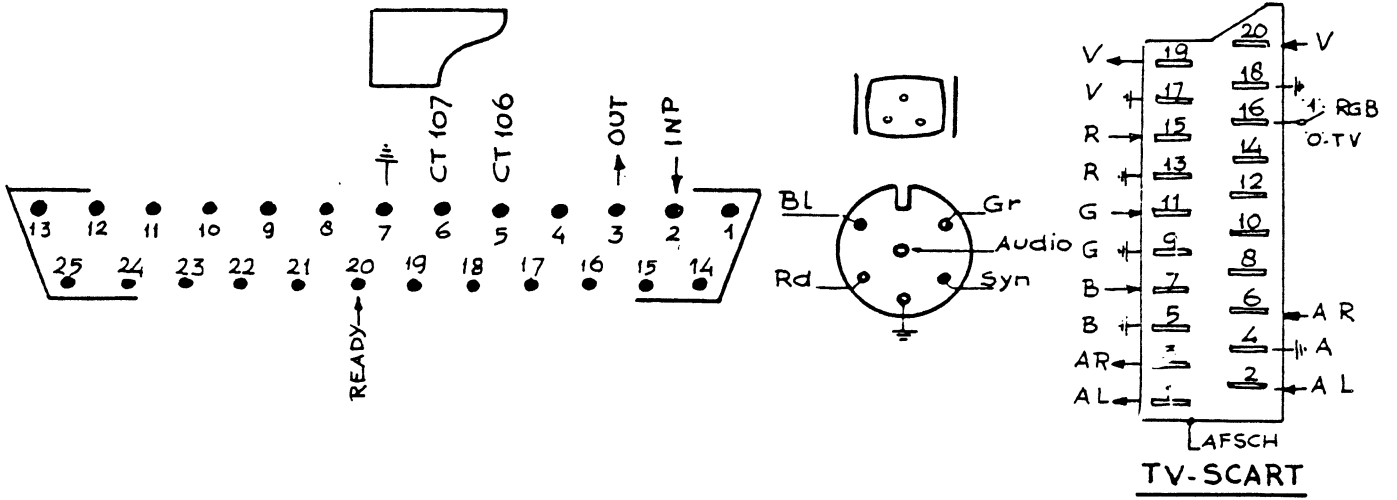 CT 107
CT 106
OUT
INP
13 12 11 10 9 8 7 6 5 4 3 2 1
25 24 23 22 21 20 19 18 17 16 15 14
READY
Bl
Gr
Audio
Rd
Syn
V 19 20 V
V 17 18
R 15 16 1. RGB
0-TV
R 13 14
G 11 12
G 9 10
B 7 8
B 5 6 A R
AR 4 A
AL 2 A L
AFSCH
TV-SCART